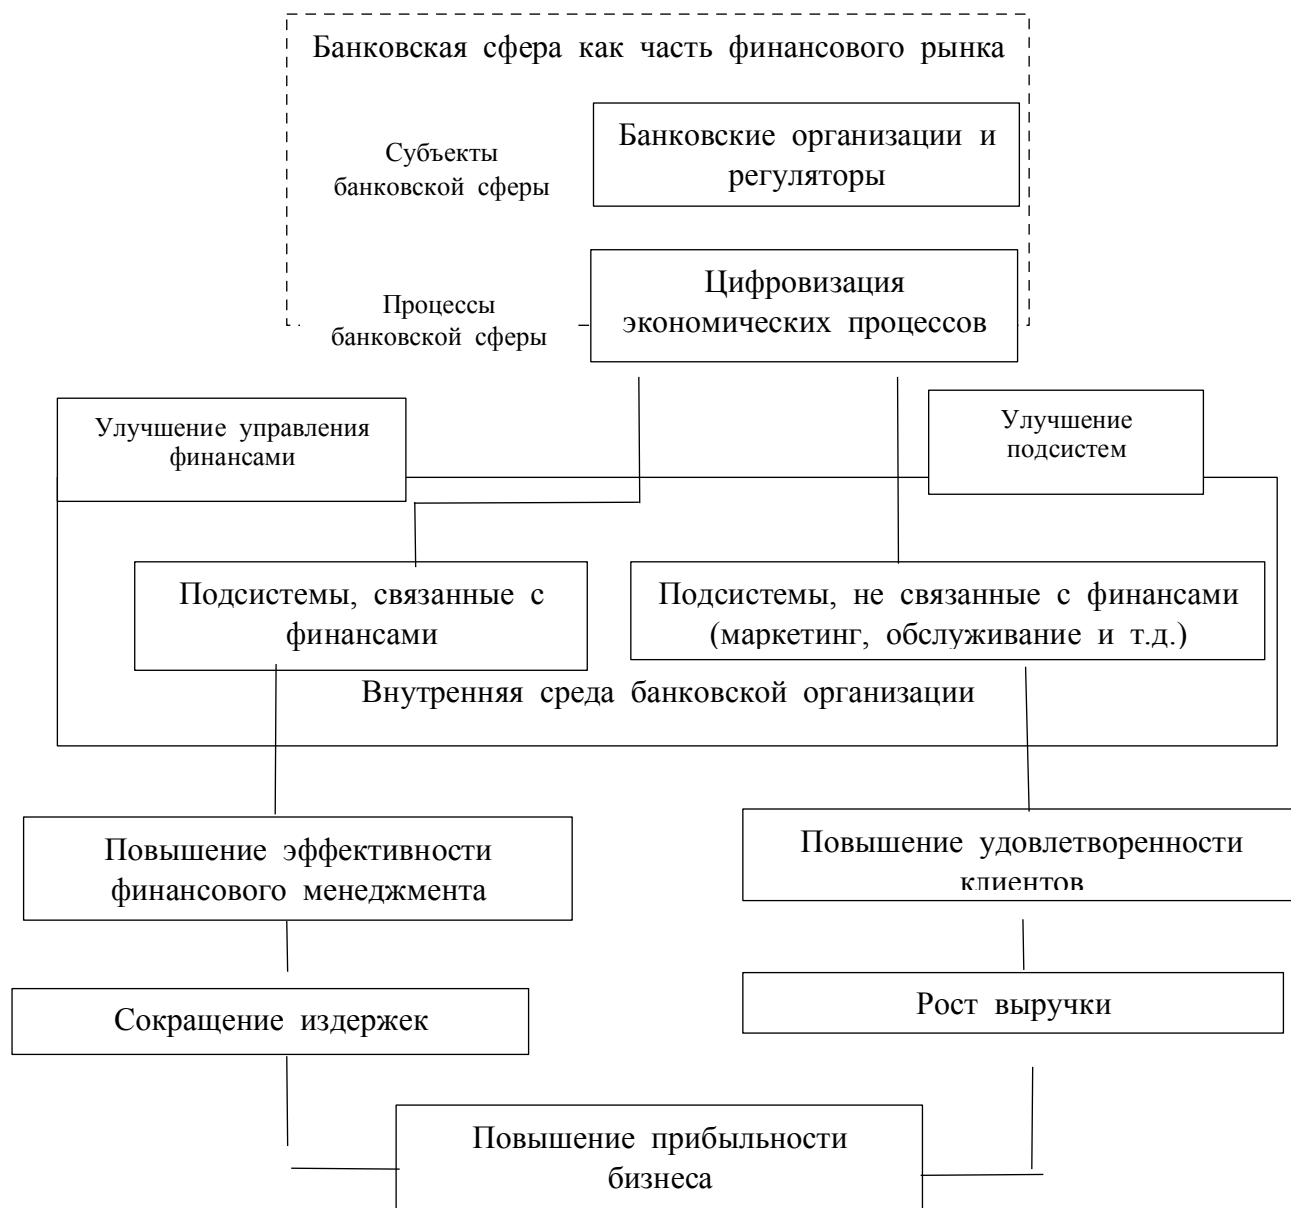 Банковская сфера как часть финансового рынка
Субъекты
банковской сферы
Банковские организации и
регуляторы
Процессы
банковской сферы
Цифровизация
экономических процессов
Улучшение управления
финансами
Улучшение
подсистем
Подсистемы, связанные с
финансами
Подсистемы, не связанные с финансами
(маркетинг, обслуживание и т.д.)
Внутренняя среда банковской организации
Повышение эффективности
финансового менеджмента
Повышение удовлетворенности
клиентов
Сокращение издержек
Рост выручки
Повышение прибыльности
бизнеса